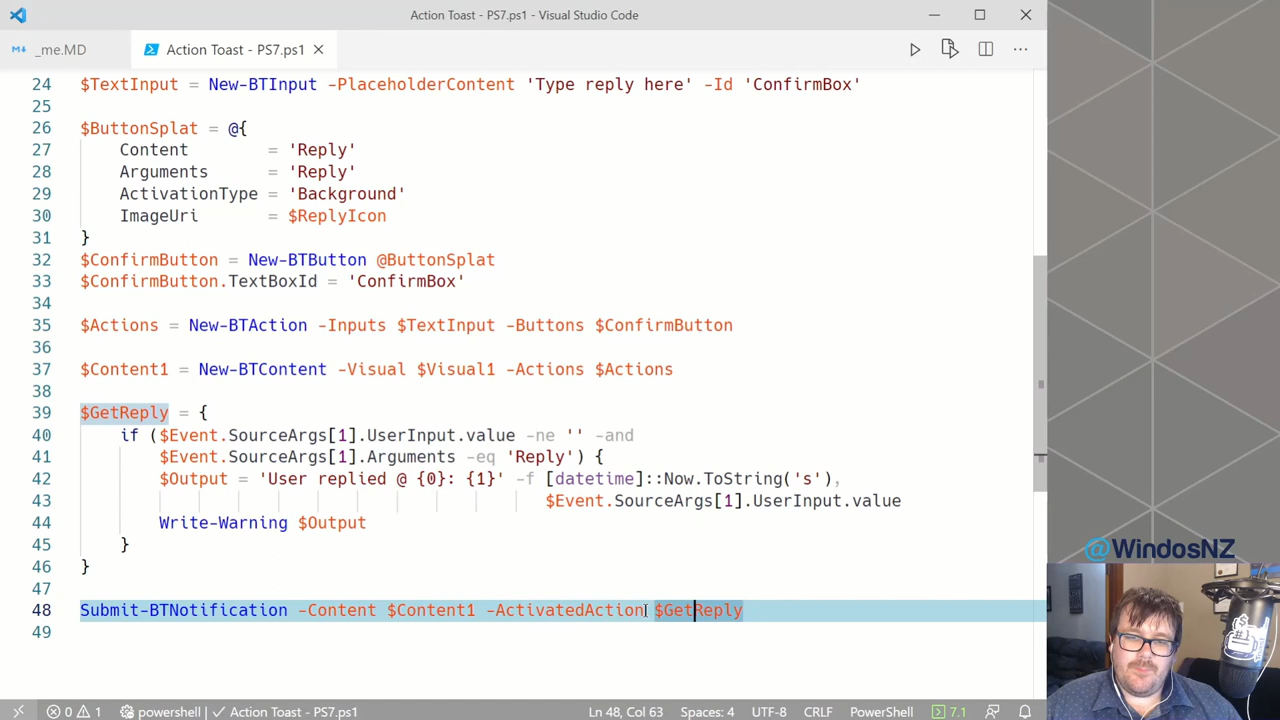 Action Toast - PS7.ps1 - Visual Studio Code
_me.MD
Action Toast - PS7.ps1
24 $TextInput = New-BTInput -PlaceholderContent 'Type reply here' -Id 'ConfirmBox'
25
26 $ButtonSplat = @{
27 Content = 'Reply'
28 Arguments = 'Reply'
29 ActivationType = 'Background'
30 ImageUri = $ReplyIcon
31 }
32 $ConfirmButton = New-BTButton @ButtonSplat
33 $ConfirmButton.TextBoxId = 'ConfirmBox'
34
35 $Actions = New-BTAction -Inputs $TextInput -Buttons $ConfirmButton
36
37 $Content1 = New-BTContent -Visual $Visual1 -Actions $Actions
38
39 $GetReply = {
40 if ($Event.SourceArgs[1].UserInput.value -ne '' -and
41 $Event.SourceArgs[1].Arguments -eq 'Reply') {
42 $Output = 'User replied @ {0}: {1}' -f [datetime]::Now.ToString('s'),
43 $Event.SourceArgs[1].UserInput.value
44 Write-Warning $Output
45 }
46 }
47
48 Submit-BTNotification -Content $Content1 -ActivatedAction $GetReply
49
@WindosNZ
0 1 powershell Action Toast - PS7.ps1 Ln 48, Col 63 Spaces: 4 UTF-8 CRLF PowerShell 7.1